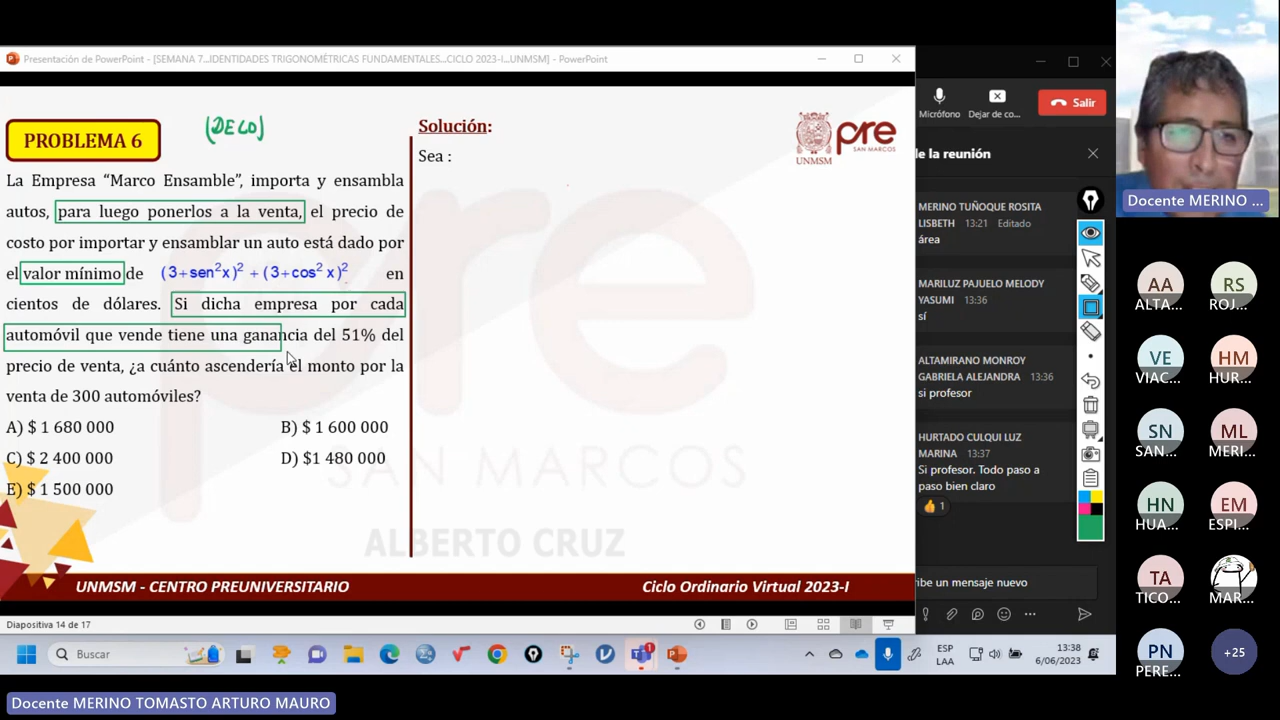 Presentación de PowerPoint - [SEMANA 7...IDENTIDADES TRIGONOMÉTRICAS FUNDAMENTALES...CICLO 2023-I...UNMSM] - PowerPoint
PROBLEMA 6
(DECO)
La Empresa “Marco Ensamble”, importa y ensambla
autos, para luego ponerlos a la venta, el precio de
costo por importar y ensamblar un auto está dado por
el valor mínimo de (3+sen²x)² + (3+cos²x)² en
cientos de dólares. Si dicha empresa por cada
automóvil que vende tiene una ganancia del 51% del
precio de venta, ¿a cuánto ascendería el monto por la
venta de 300 automóviles?
A) $ 1 680 000
B) $ 1 600 000
C) $ 2 400 000
D) $1 480 000
E) $ 1 500 000
Solución:
Sea :
UNMSM
pre
SAN MARCOS
pre
SAN MARCOS
ALBERTO CRUZ
UNMSM - CENTRO PREUNIVERSITARIO
Ciclo Ordinario Virtual 2023-I
Diapositiva 14 de 17
Micrófono
Dejar de co...
Salir
de la reunión
MERINO TUÑOQUE ROSITA
LISBETH 13:21 Editado
área
MARILUZ PAJUELO MELODY
YASUMI 13:36
sí
ALTAMIRANO MONROY
GABRIELA ALEJANDRA 13:36
si profesor
HURTADO CULQUI LUZ
MARINA 13:37
Si profesor. Todo paso a
paso bien claro
1
ribe un mensaje nuevo
Docente MERINO ...
AA
ALTA...
RS
ROJ...
VE
VIAC...
HM
HUR...
SN
SAN...
ML
MERI...
HN
HUA...
EM
ESPI...
TA
TICO...
MAR...
PN
PERE...
+25
Buscar
1
ESP
LAA
13:38
6/06/2023
Docente MERINO TOMASTO ARTURO MAURO